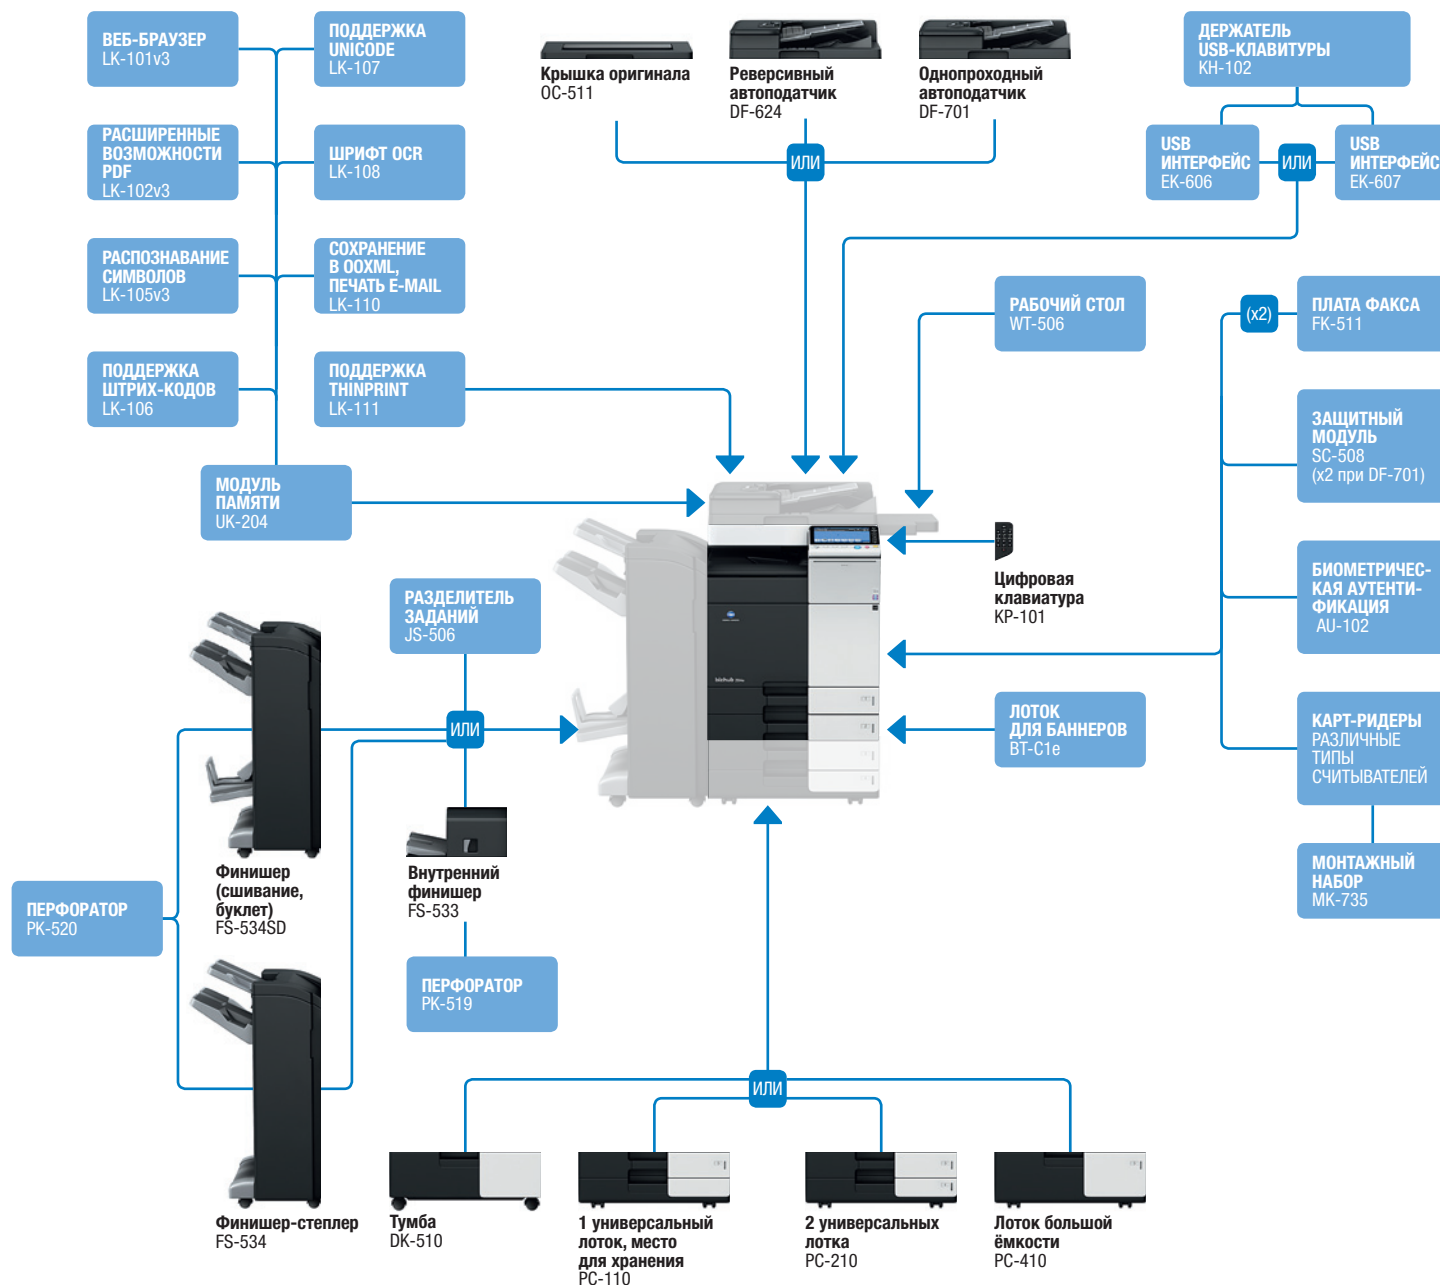 ВЕБ-БРАУЗЕР
LK-101v3
ПОДДЕРЖКА
UNICODE
LK-107
РАСШИРЕННЫЕ
ВОЗМОЖНОСТИ
PDF
LK-102v3
ШРИФТ OCR
LK-108
РАСПОЗНАВАНИЕ
СИМВОЛОВ
LK-105v3
СОХРАНЕНИЕ
В OOXML,
ПЕЧАТЬ E-MAIL
LK-110
ПОДДЕРЖКА
ШТРИХ-КОДОВ
LK-106
ПОДДЕРЖКА
THINPRINT
LK-111
МОДУЛЬ
ПАМЯТИ
UK-204
Крышка оригинала
OC-511
Реверсивный
автоподатчик
DF-624
Однопроходный
автоподатчик
DF-701
ИЛИ
ДЕРЖАТЕЛЬ
USB-КЛАВИТУРЫ
KH-102
USB
ИНТЕРФЕЙС
EK-606
ИЛИ
USB
ИНТЕРФЕЙС
EK-607
РАБОЧИЙ СТОЛ
WT-506
(x2)
ПЛАТА ФАКСА
FK-511
ЗАЩИТНЫЙ
МОДУЛЬ
SC-508
(x2 при DF-701)
БИОМЕТРИЧЕС-
КАЯ АУТЕНТИ-
ФИКАЦИЯ
AU-102
КАРТ-РИДЕРЫ
РАЗЛИЧНЫЕ
ТИПЫ
СЧИТЫВАТЕЛЕЙ
МОНТАЖНЫЙ
НАБОР
MK-735
Цифровая
клавиатура
KP-101
ЛОТОК
ДЛЯ БАННЕРОВ
BT-C1e
РАЗДЕЛИТЕЛЬ
ЗАДАНИЙ
JS-506
ИЛИ
Внутренний
финишер
FS-533
ПЕРФОРАТОР
PK-519
Финишер
(сшивание,
буклет)
FS-534SD
ПЕРФОРАТОР
PK-520
Финишер-степлер
FS-534
ИЛИ
Тумба
DK-510
1 универсальный
лоток, место
для хранения
PC-110
2 универсальных
лотка
PC-210
Лоток большой
ёмкости
PC-410